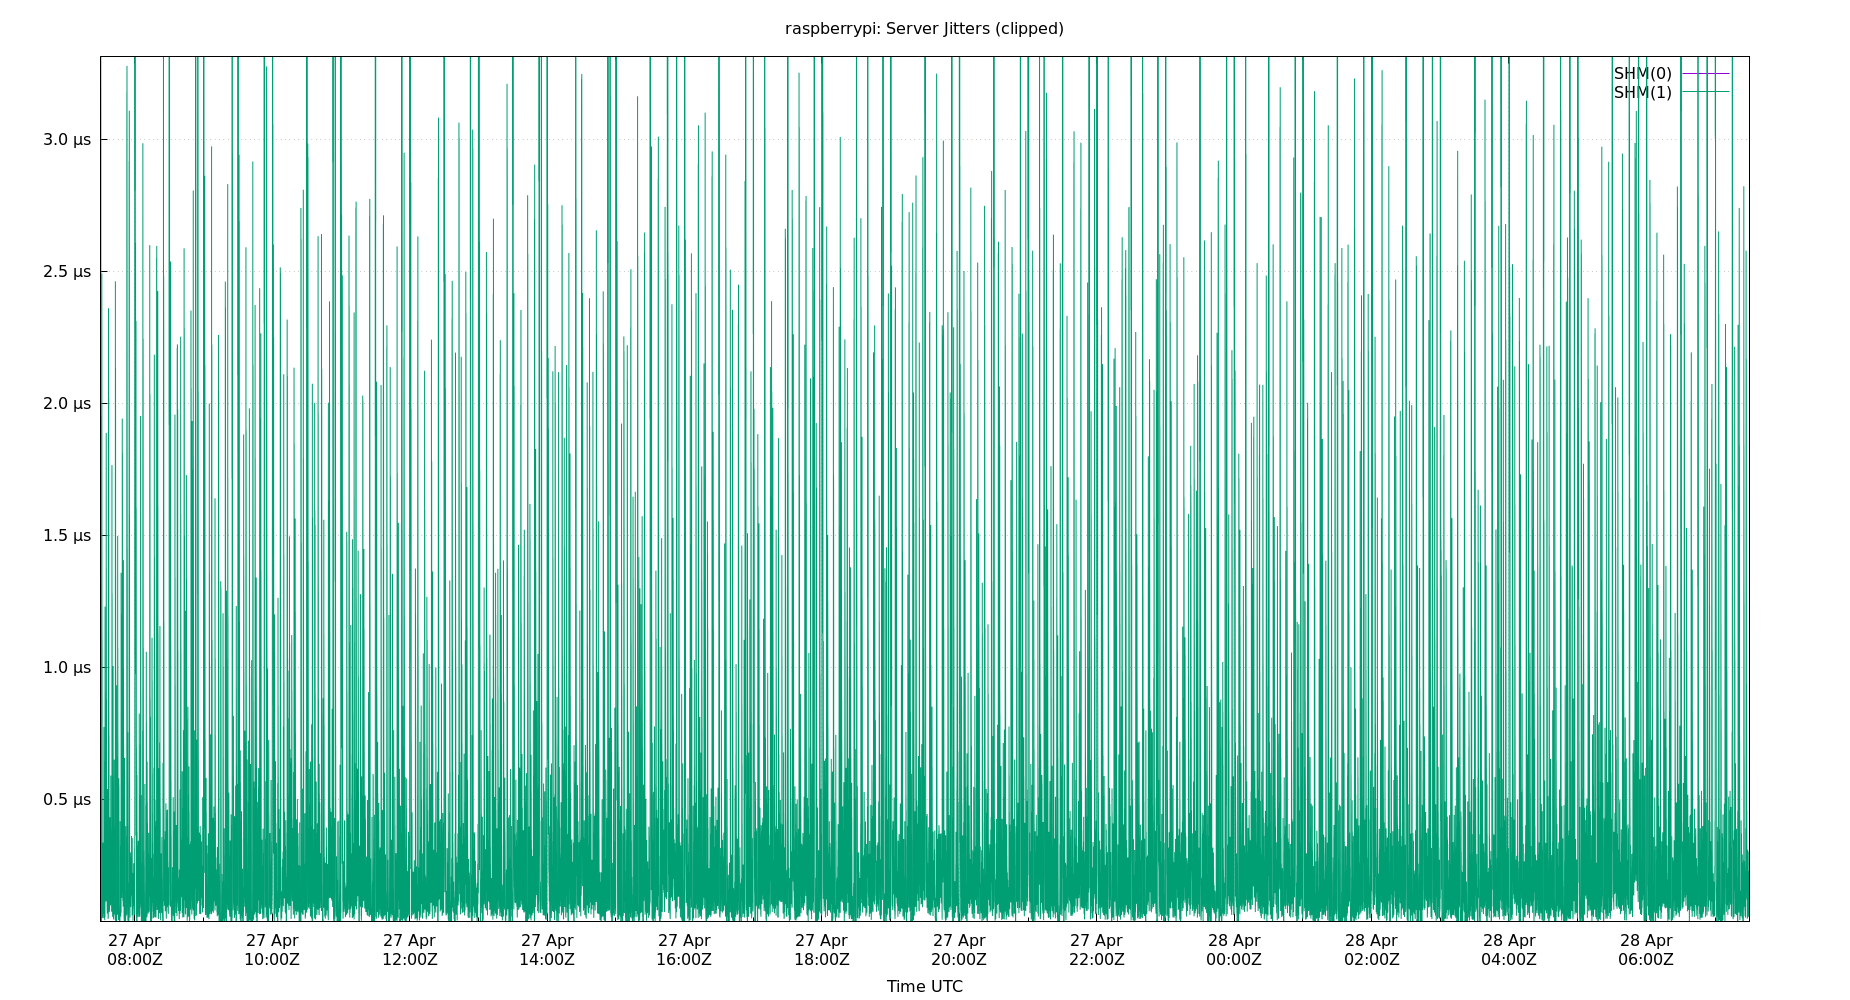 raspberrypi: Server Jitters (clipped)
SHM(0)
SHM(1)
3.0 µs
2.5 µs
2.0 µs
1.5 µs
1.0 µs
0.5 µs
27 Apr 27 Apr 27 Apr 27 Apr 27 Apr 27 Apr 27 Apr 27 Apr 28 Apr 28 Apr 28 Apr 28 Apr
08:00Z 10:00Z 12:00Z 14:00Z 16:00Z 18:00Z 20:00Z 22:00Z 00:00Z 02:00Z 04:00Z 06:00Z
Time UTC